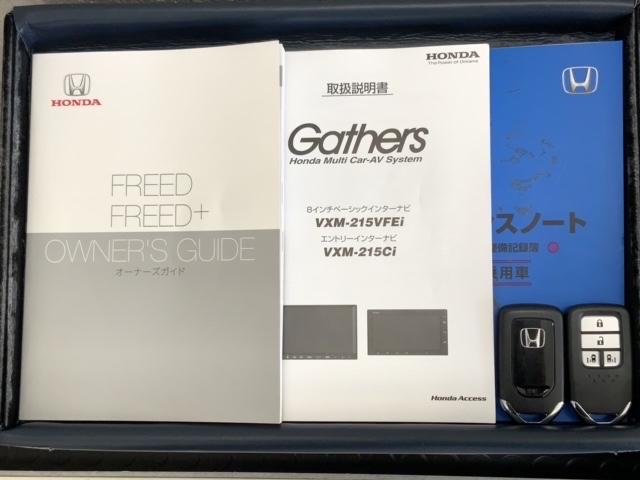 HONDA
FREED
FREED+
OWNER'S GUIDE
オーナーズガイド
HONDA
The Power of Dreams
取扱説明書
Gathers
Honda Multi Car-AV System
8インチベーシックインターナビ
VXM-215VFEi
エントリーインターナビ
VXM-215Ci
Honda Access
スノート
整備記録簿
乗用車